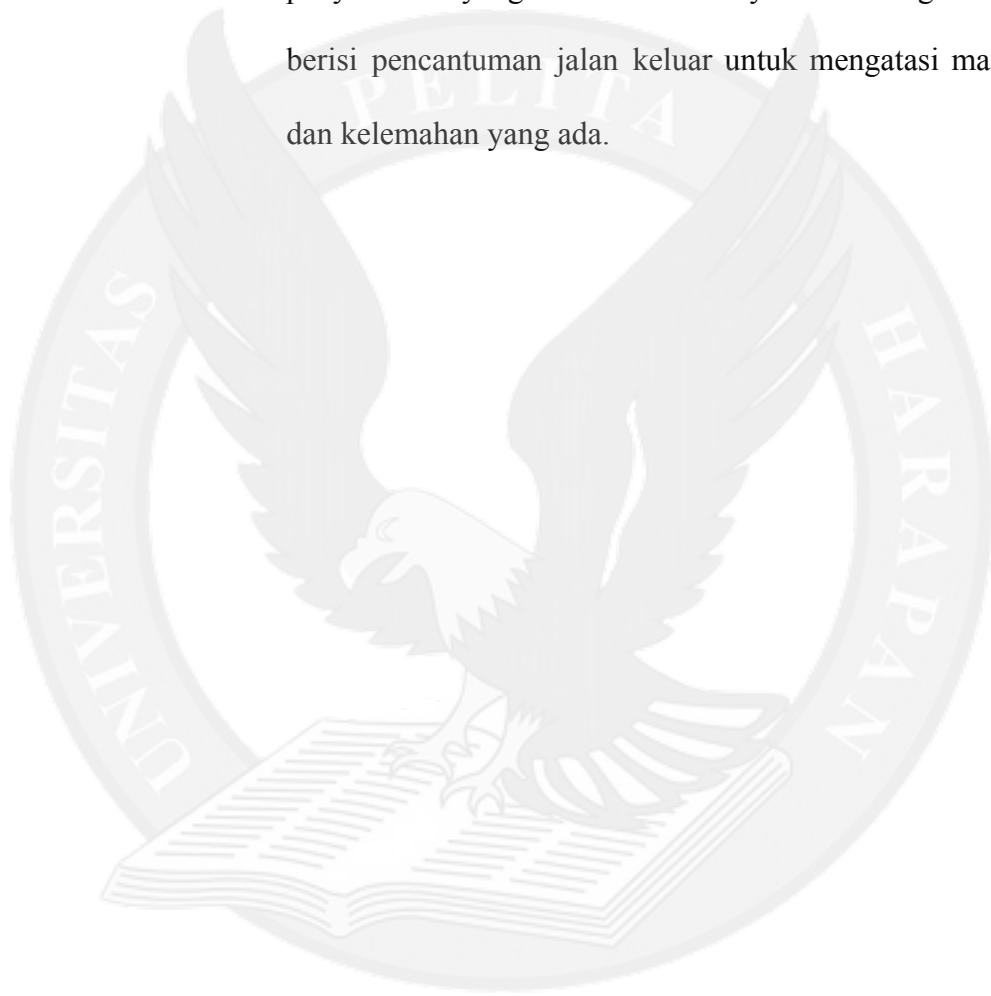 berisi pencantuman jalan keluar untuk mengatasi ma
dan kelemahan yang ada.
UNIVERSITAS
PELITA
HARAPAN